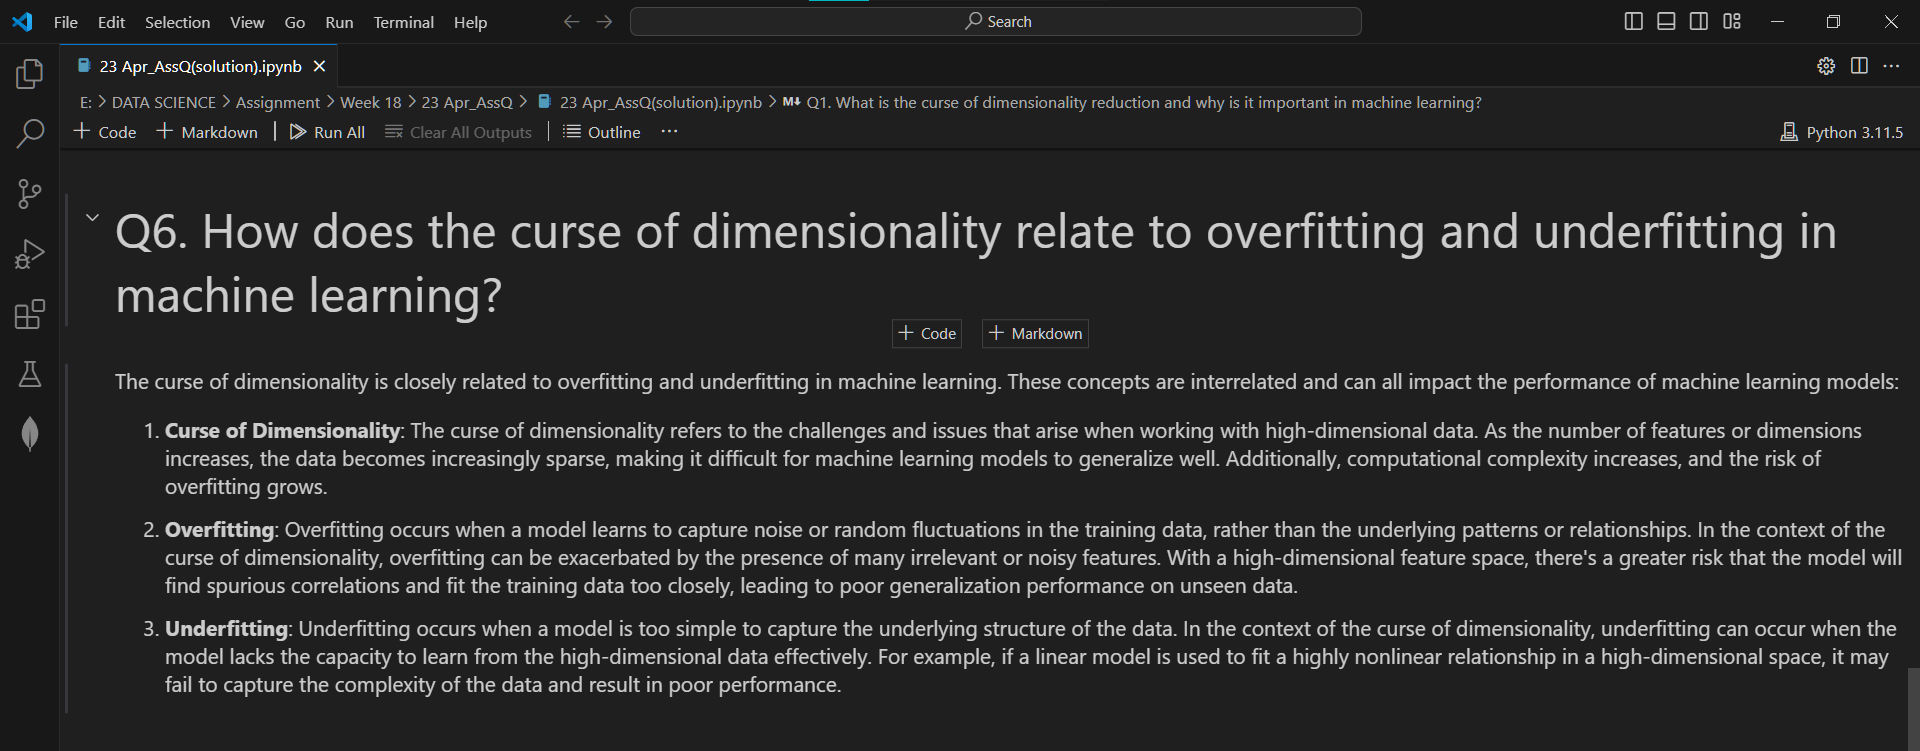 File Edit Selection View Go Run Terminal Help
Search
23 Apr_AssQ(solution).ipynb
E: > DATA SCIENCE > Assignment > Week 18 > 23 Apr_AssQ > 23 Apr_AssQ(solution).ipynb > M↓ Q1. What is the curse of dimensionality reduction and why is it important in machine learning?
+ Code + Markdown | Run All Clear All Outputs | Outline ...
Python 3.11.5
Q6. How does the curse of dimensionality relate to overfitting and underfitting in
machine learning?
+ Code + Markdown
The curse of dimensionality is closely related to overfitting and underfitting in machine learning. These concepts are interrelated and can all impact the performance of machine learning models:
1. Curse of Dimensionality: The curse of dimensionality refers to the challenges and issues that arise when working with high-dimensional data. As the number of features or dimensions
increases, the data becomes increasingly sparse, making it difficult for machine learning models to generalize well. Additionally, computational complexity increases, and the risk of
overfitting grows.
2. Overfitting: Overfitting occurs when a model learns to capture noise or random fluctuations in the training data, rather than the underlying patterns or relationships. In the context of the
curse of dimensionality, overfitting can be exacerbated by the presence of many irrelevant or noisy features. With a high-dimensional feature space, there's a greater risk that the model will
find spurious correlations and fit the training data too closely, leading to poor generalization performance on unseen data.
3. Underfitting: Underfitting occurs when a model is too simple to capture the underlying structure of the data. In the context of the curse of dimensionality, underfitting can occur when the
model lacks the capacity to learn from the high-dimensional data effectively. For example, if a linear model is used to fit a highly nonlinear relationship in a high-dimensional space, it may
fail to capture the complexity of the data and result in poor performance.